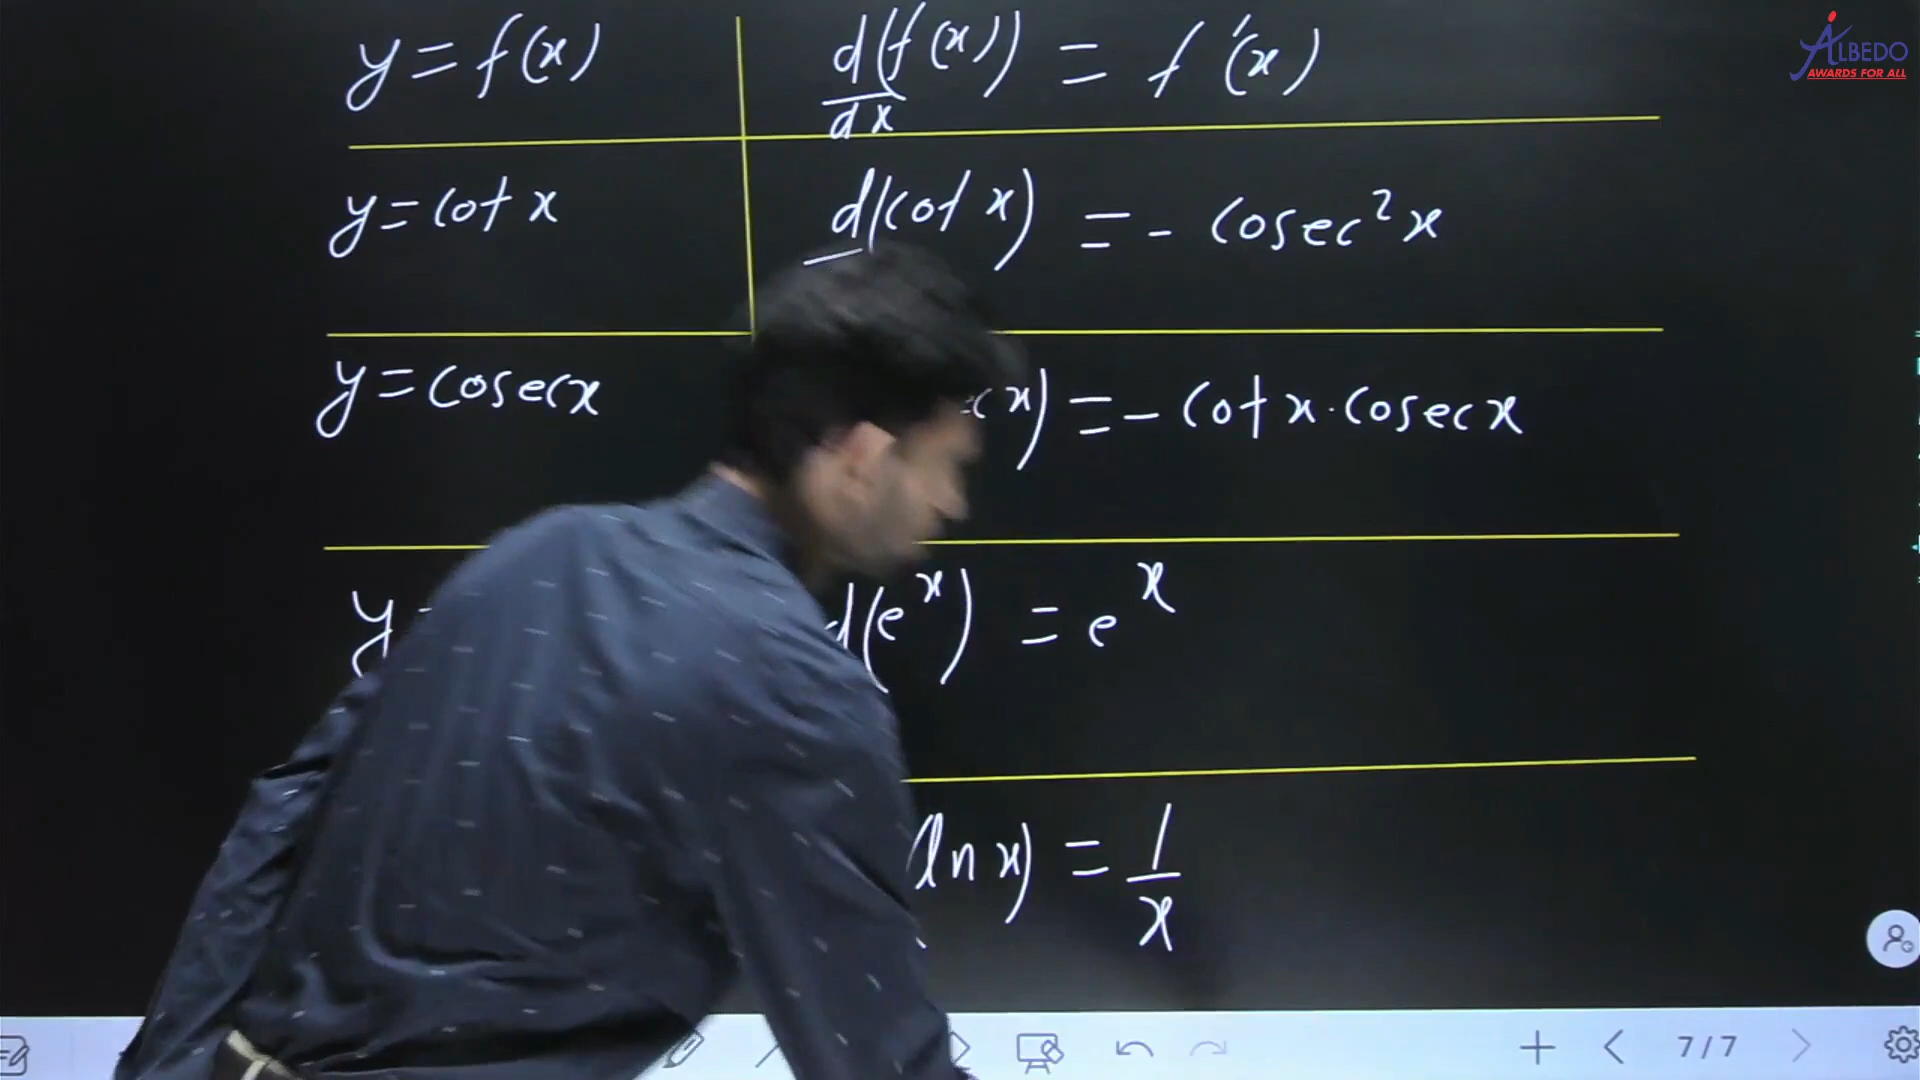 ALBEDO
AWARDS FOR ALL
y = f(x) d(f(x)) = f'(x)
dx
y = cot x d(cot x) = - cosec²x
y = cosecx x) = - cot x · cosec x
y d(e^x) = e^x
ln x) = 1/x
7/7